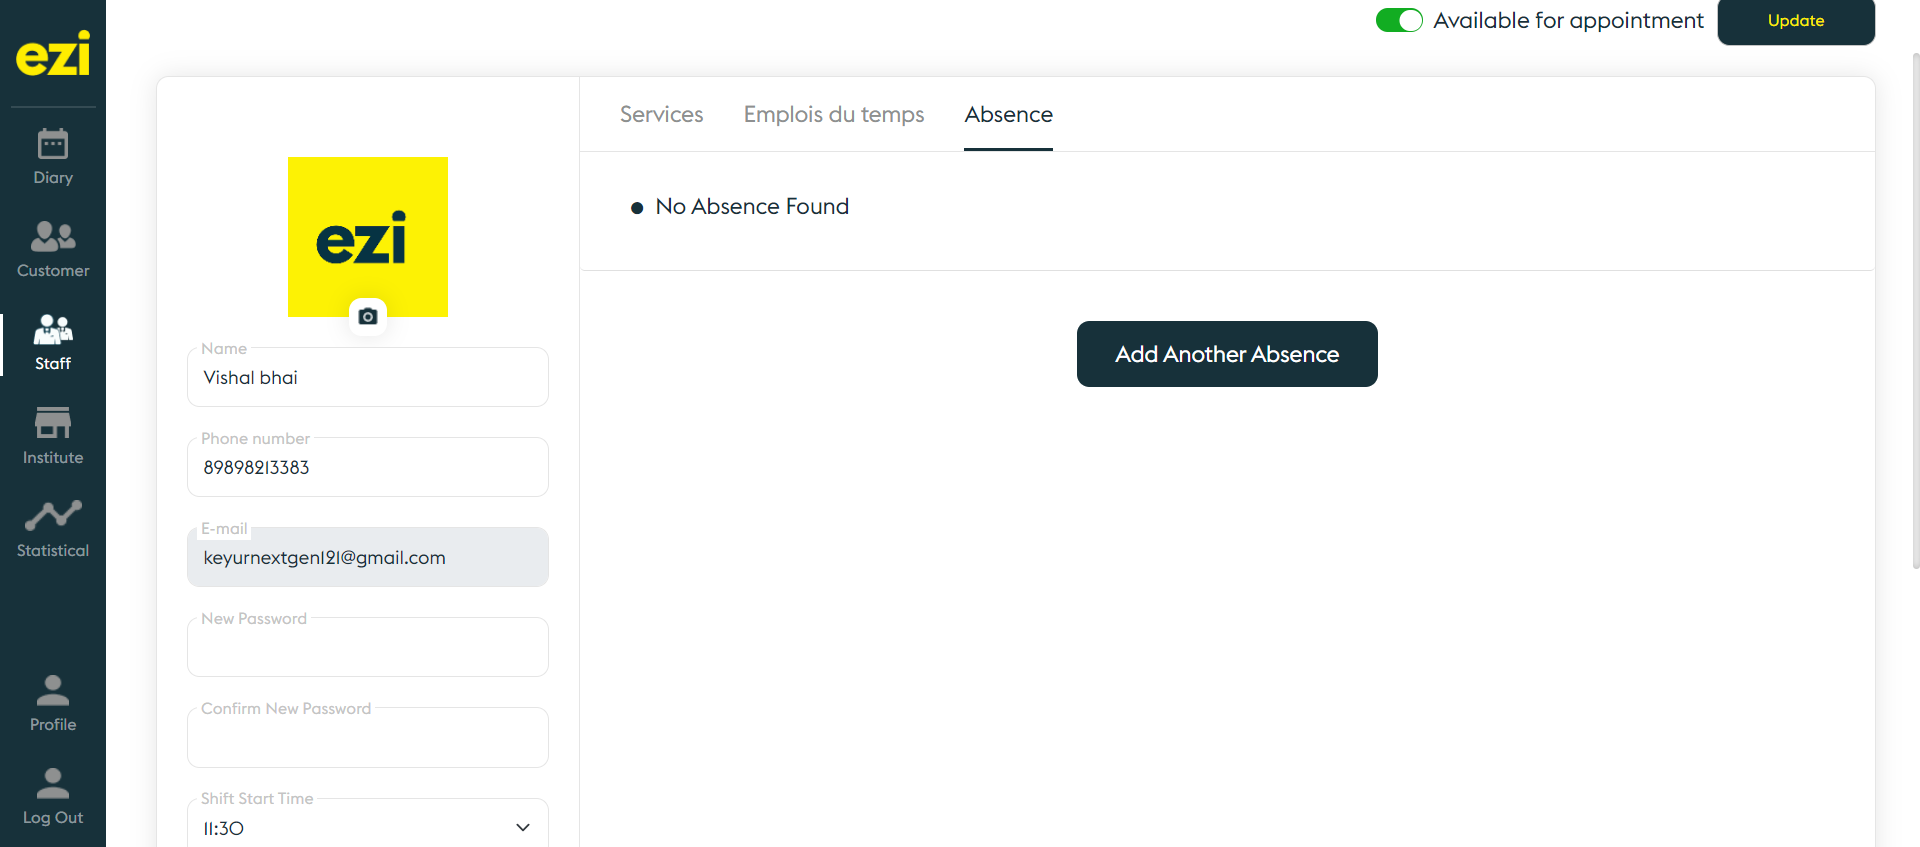 ezi
Diary
Customer
Staff
Institute
Statistical
Profile
Log Out
Available for appointment
Update
ezi
Name
Vishal bhai
Phone number
89898213383
E-mail
keyurnextgen121@gmail.com
New Password
Confirm New Password
Shift Start Time
11:30
Services Emplois du temps Absence
No Absence Found
Add Another Absence